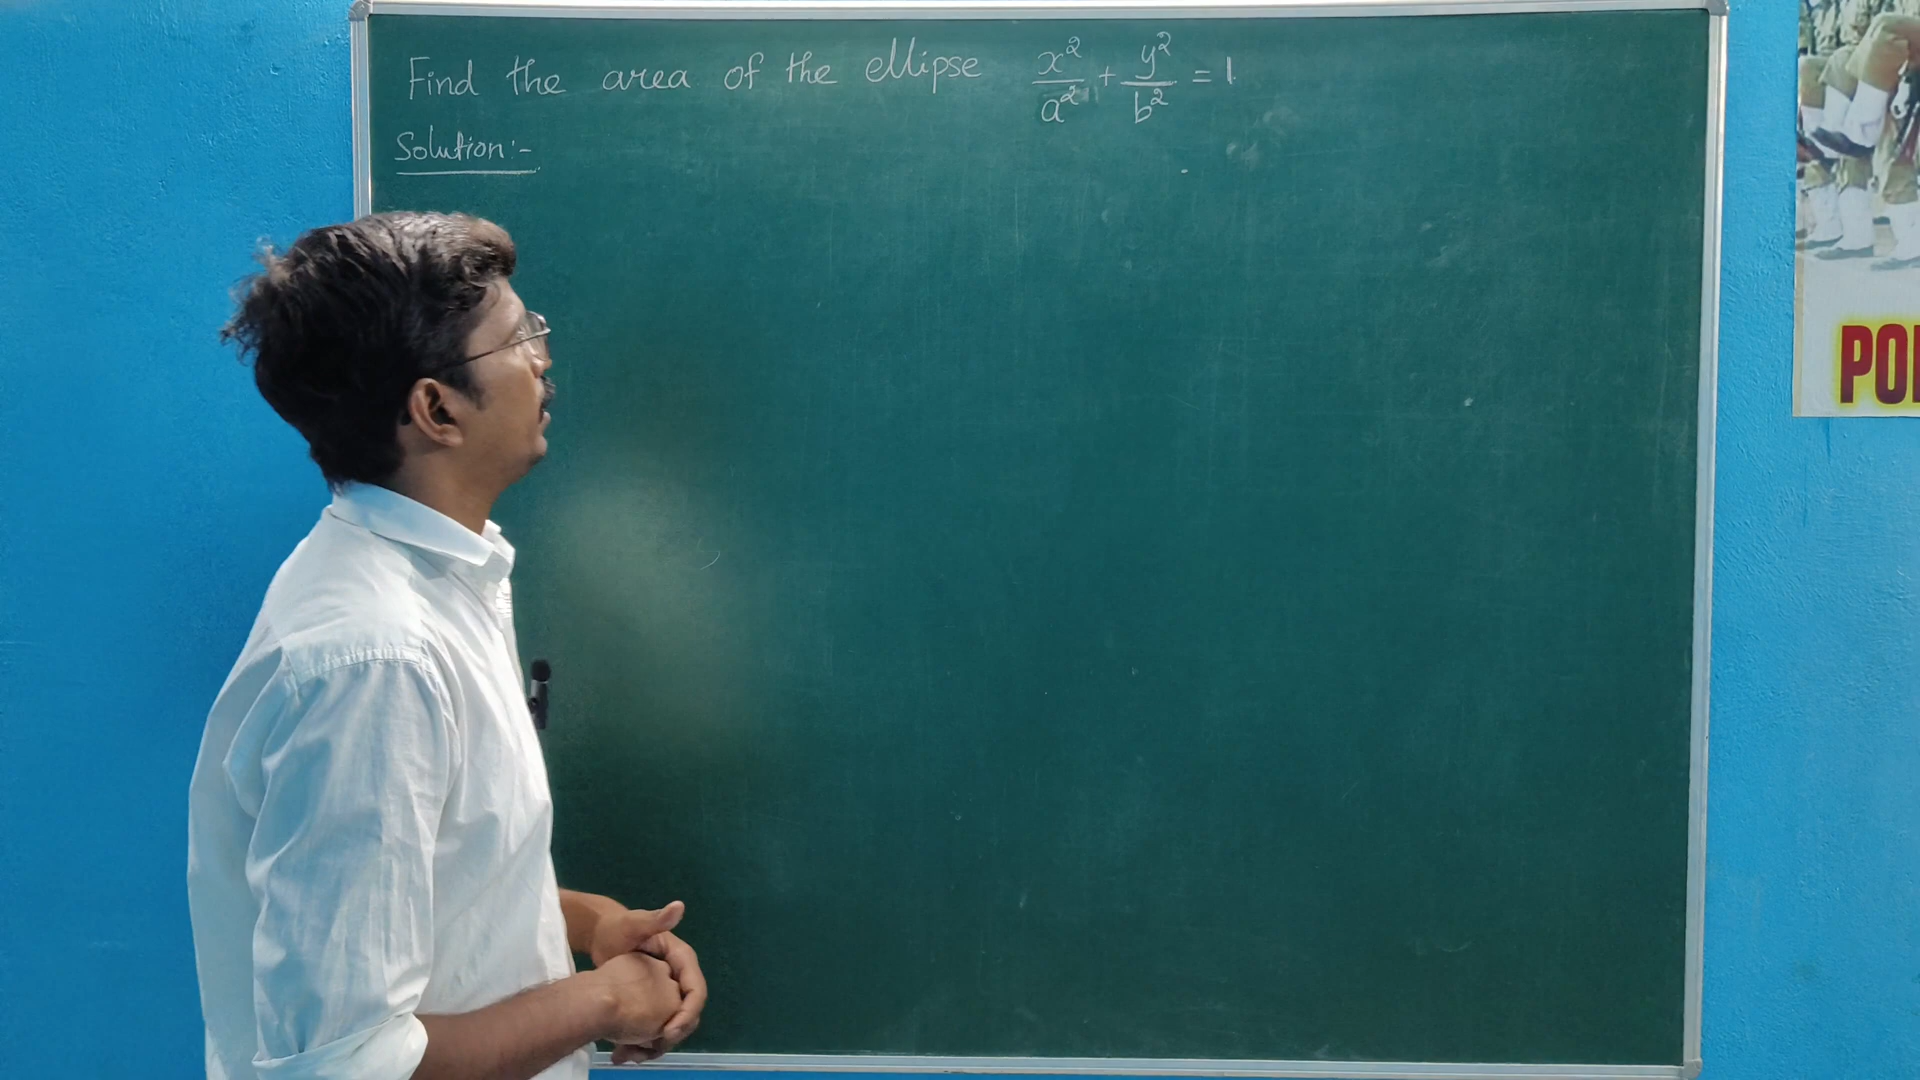 Find the area of the ellipse x²/a² + y²/b² = 1.
Solution:-